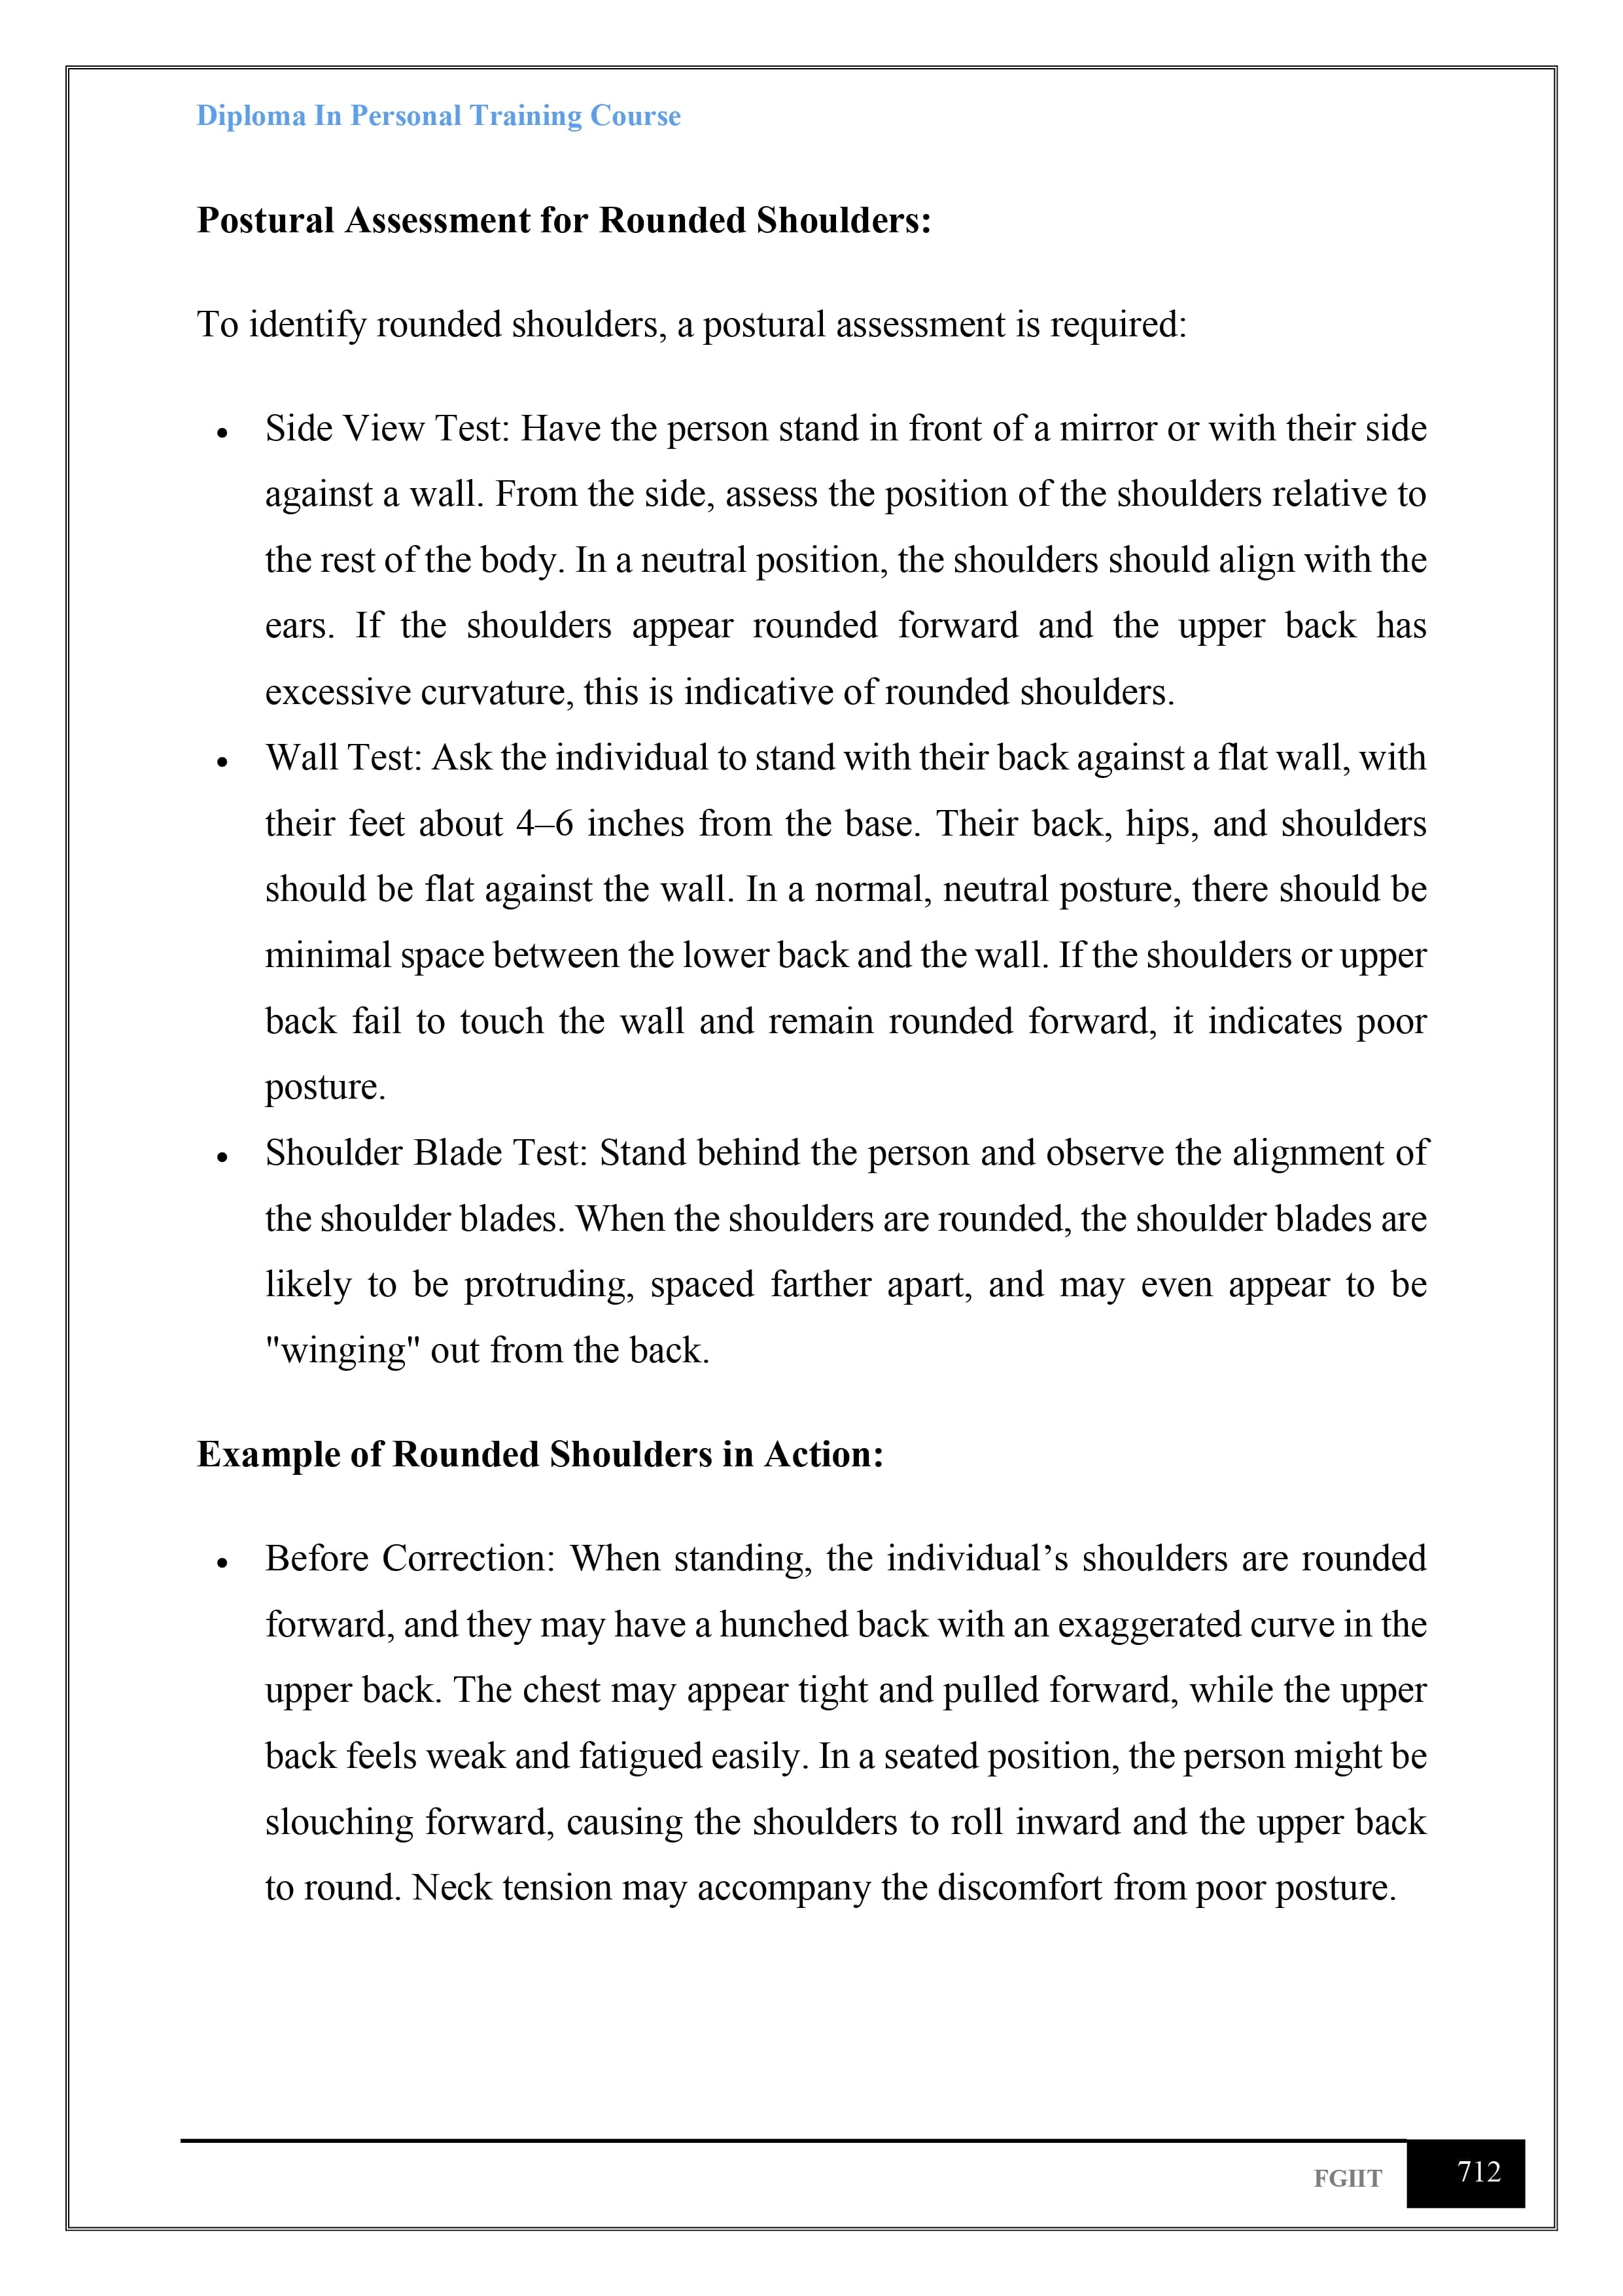 Diploma In Personal Training Course
Postural Assessment for Rounded Shoulders:
To identify rounded shoulders, a postural assessment is required:
• Side View Test: Have the person stand in front of a mirror or with their side
against a wall. From the side, assess the position of the shoulders relative to
the rest of the body. In a neutral position, the shoulders should align with the
ears. If the shoulders appear rounded forward and the upper back has
excessive curvature, this is indicative of rounded shoulders.
• Wall Test: Ask the individual to stand with their back against a flat wall, with
their feet about 4–6 inches from the base. Their back, hips, and shoulders
should be flat against the wall. In a normal, neutral posture, there should be
minimal space between the lower back and the wall. If the shoulders or upper
back fail to touch the wall and remain rounded forward, it indicates poor
posture.
• Shoulder Blade Test: Stand behind the person and observe the alignment of
the shoulder blades. When the shoulders are rounded, the shoulder blades are
likely to be protruding, spaced farther apart, and may even appear to be
"winging" out from the back.
Example of Rounded Shoulders in Action:
• Before Correction: When standing, the individual’s shoulders are rounded
forward, and they may have a hunched back with an exaggerated curve in the
upper back. The chest may appear tight and pulled forward, while the upper
back feels weak and fatigued easily. In a seated position, the person might be
slouching forward, causing the shoulders to roll inward and the upper back
to round. Neck tension may accompany the discomfort from poor posture.
FGIIT 712